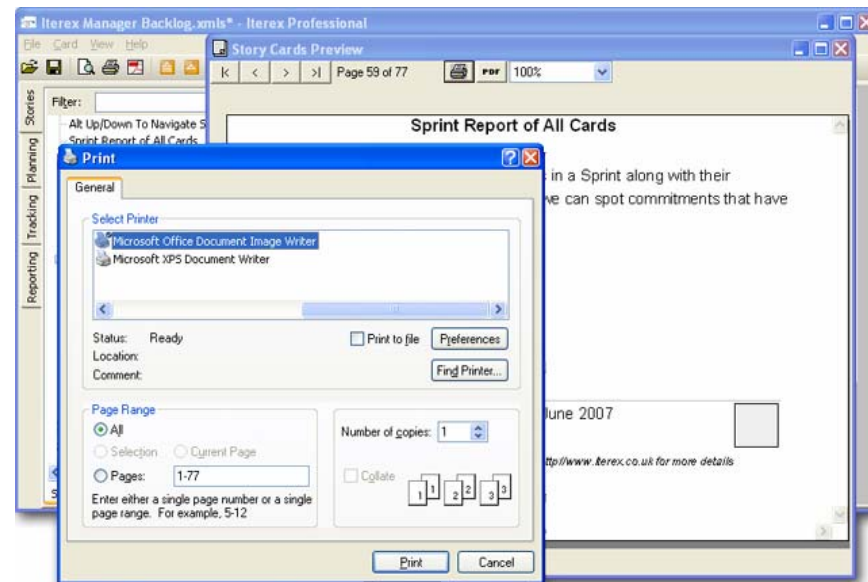 Iterex Manager Backlog.xmls* - Iterex Professional
File Card View Help
Story Cards Preview
Page 59 of 77
PDF
100%
Stories
Planning
Tracking
Reporting
Filter:
Alt Up/Down To Navigate S
Sprint Report of All Cards
Sprint Report of All Cards
in a Sprint along with their
we can spot commitments that have
June 2007
http://www.iterex.co.uk for more details
Print
General
Select Printer
Microsoft Office Document Image Writer
Microsoft XPS Document Writer
Status: Ready
Print to file
Preferences
Location:
Comment:
Find Printer...
Page Range
All
Selection
Current Page
Pages: 1-77
Enter either a single page number or a single
page range. For example, 5-12
Number of copies: 1
Collate
1 1 2 2 3 3
Print
Cancel